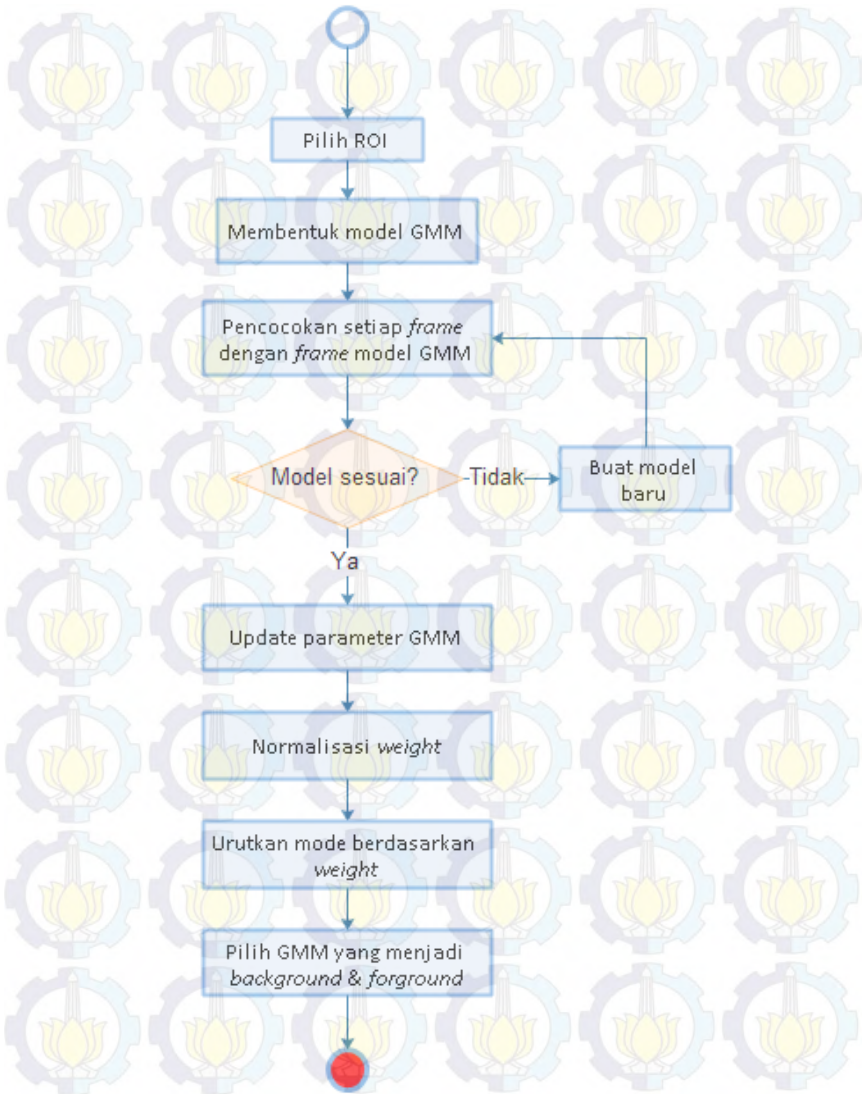 Pilih ROI
Membentuk model GMM
Pencocokan setiap frame
dengan frame model GMM
Model sesuai?
Tidak
Buat model
baru
Ya
Update parameter GMM
Normalisasi weight
Urutkan mode berdasarkan
weight
Pilih GMM yang menjadi
background & forground